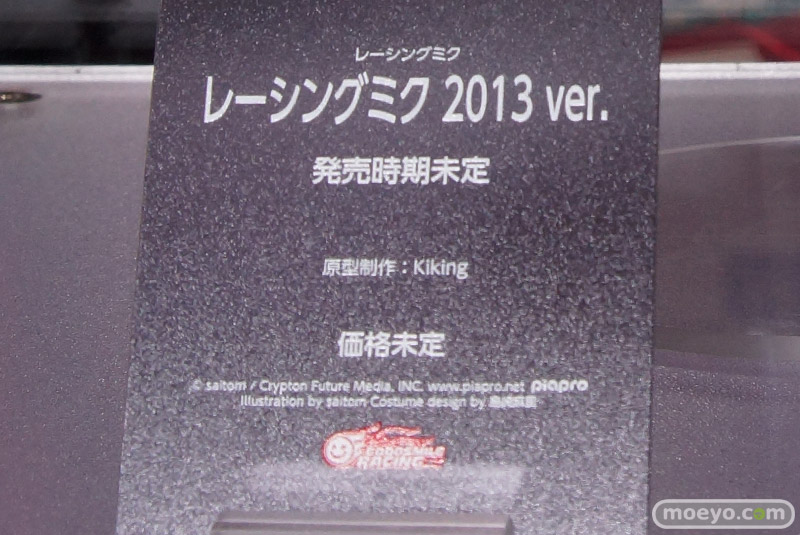 レーシングミク
レーシングミク 2013 ver.
発売時期未定
原型制作：Kiking
価格未定
© saitom / Crypton Future Media, INC. www.piapro.net piapro
Illustration by saitom Costume design by
GOODSMILE
RACING
moeyo.com